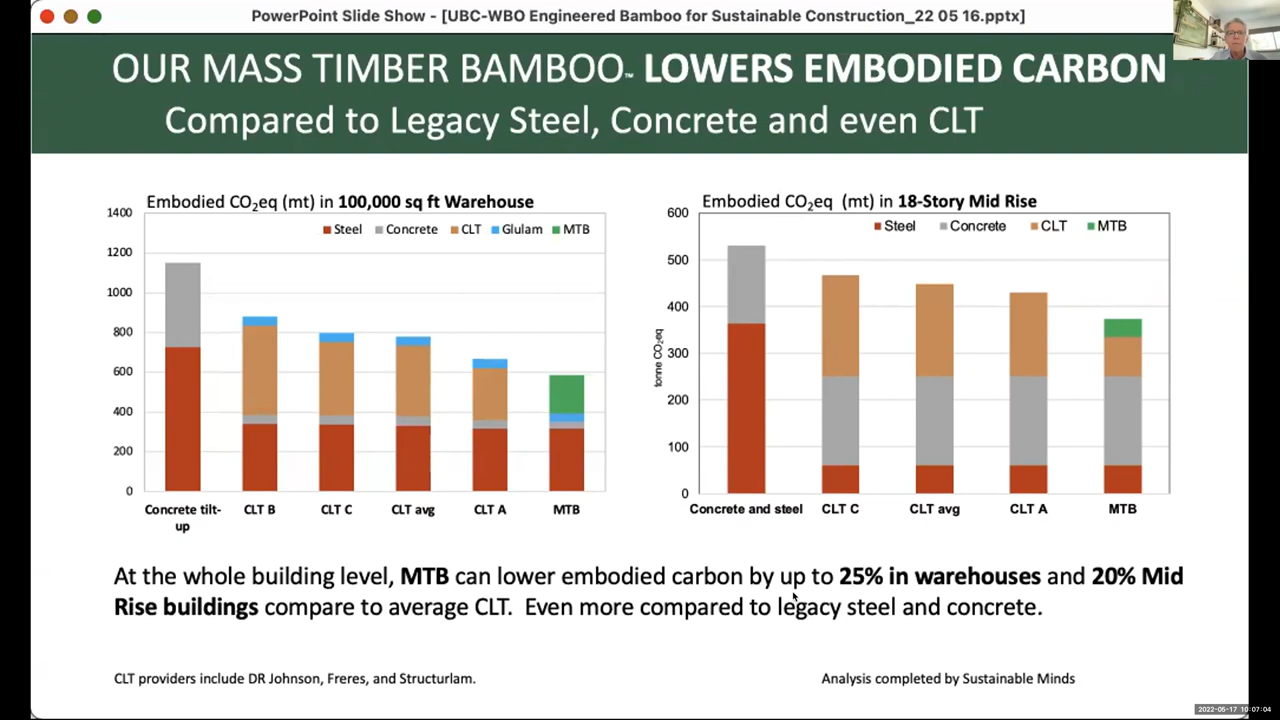 PowerPoint Slide Show - [UBC-WBO Engineered Bamboo for Sustainable Construction_22 05 16.pptx]
OUR MASS TIMBER BAMBOO™ LOWERS EMBODIED CARBON
Compared to Legacy Steel, Concrete and even CLT
Embodied CO2eq (mt) in 100,000 sq ft Warehouse
1400
1200
1000
800
600
400
200
0
Steel Concrete CLT Glulam MTB
Concrete tilt-
up
CLT B CLT C CLT avg CLT A MTB
Embodied CO2eq (mt) in 18-Story Mid Rise
600
500
400
300
200
100
0
tonne CO2eq
Steel Concrete CLT MTB
Concrete and steel CLT C CLT avg CLT A MTB
At the whole building level, MTB can lower embodied carbon by up to 25% in warehouses and 20% Mid
Rise buildings compare to average CLT. Even more compared to legacy steel and concrete.
CLT providers include DR Johnson, Freres, and Structurlam.
Analysis completed by Sustainable Minds
2022-05-17 10:07:04